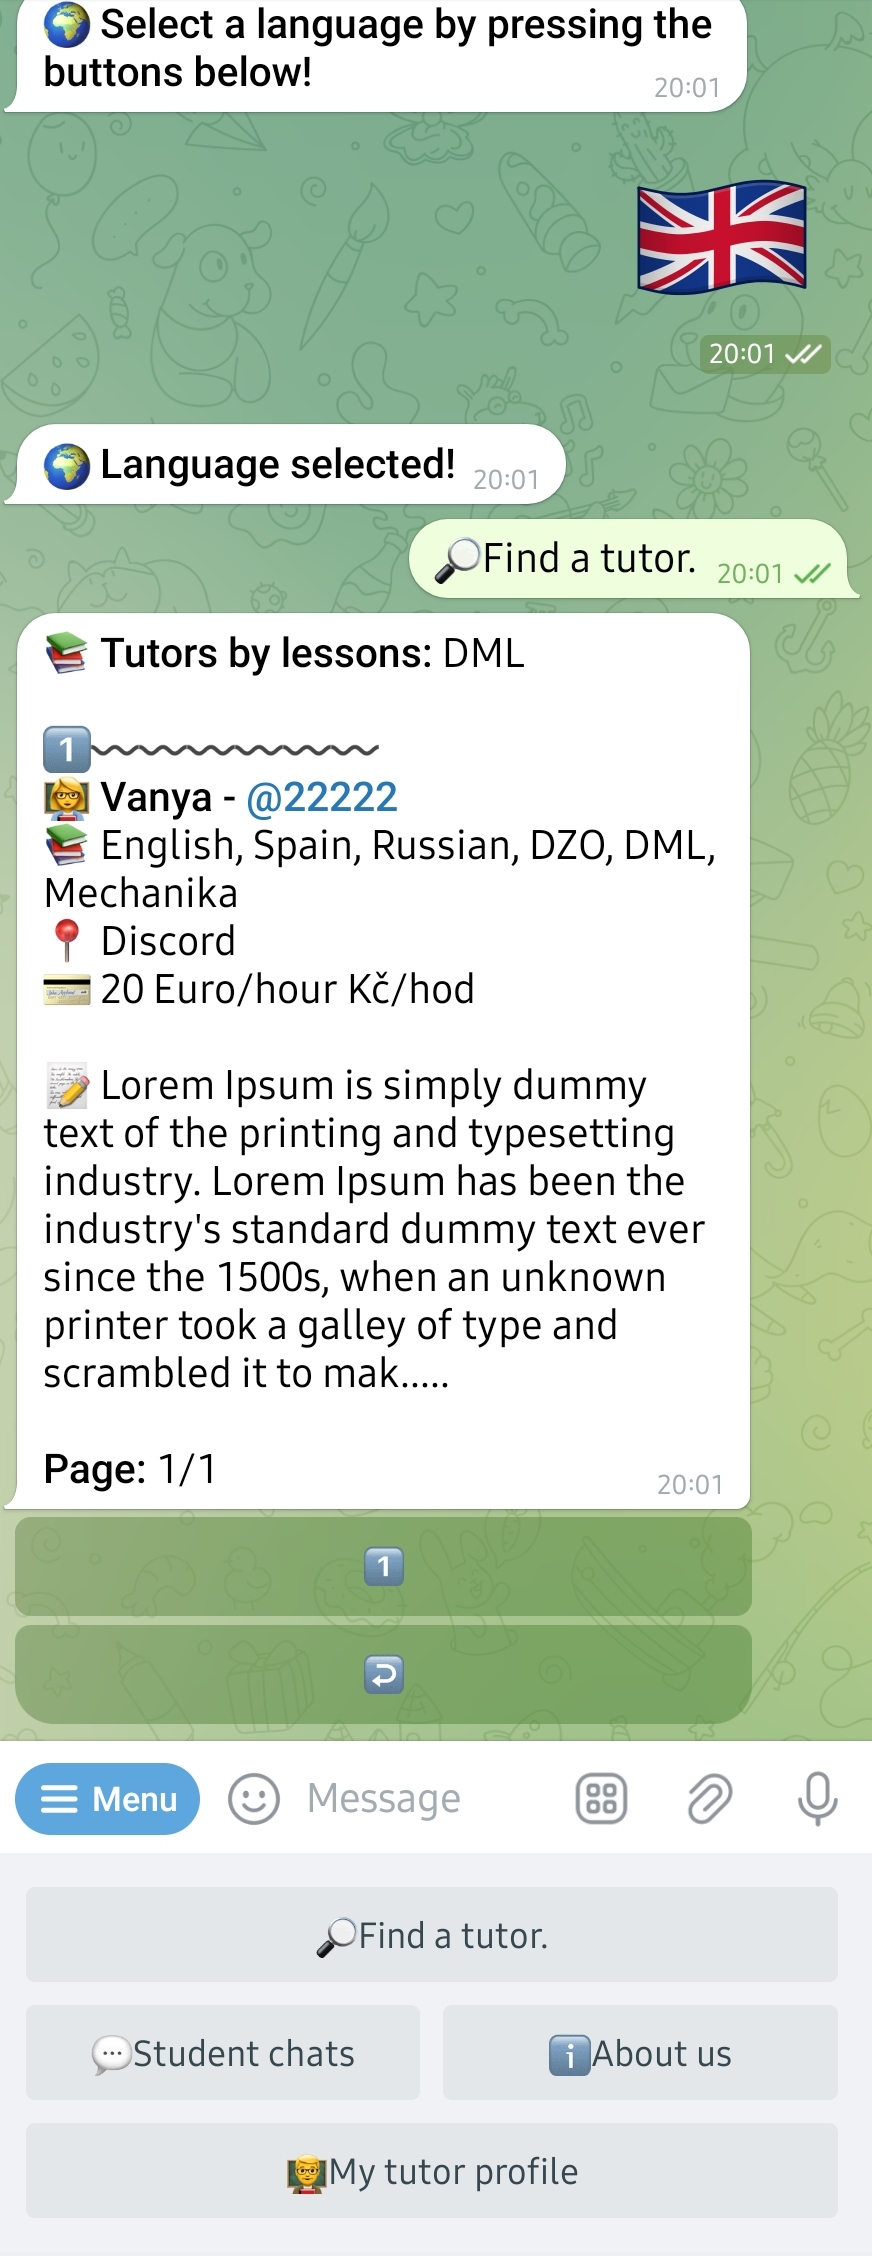 🌍 Select a language by pressing the
buttons below!
20:01
🇬🇧
20:01
🌍 Language selected! 20:01
🔎Find a tutor. 20:01
📚 Tutors by lessons: DML
1️⃣〰〰〰〰〰〰
👩‍🏫 Vanya - @22222
📚 English, Spain, Russian, DZO, DML,
Mechanika
📍 Discord
💳 20 Euro/hour Kč/hod
📝 Lorem Ipsum is simply dummy
text of the printing and typesetting
industry. Lorem Ipsum has been the
industry's standard dummy text ever
since the 1500s, when an unknown
printer took a galley of type and
scrambled it to mak.....
Page: 1/1
20:01
1️⃣
↩️
Menu Message
🔎Find a tutor.
💬Student chats ℹ️About us
👨‍🏫My tutor profile